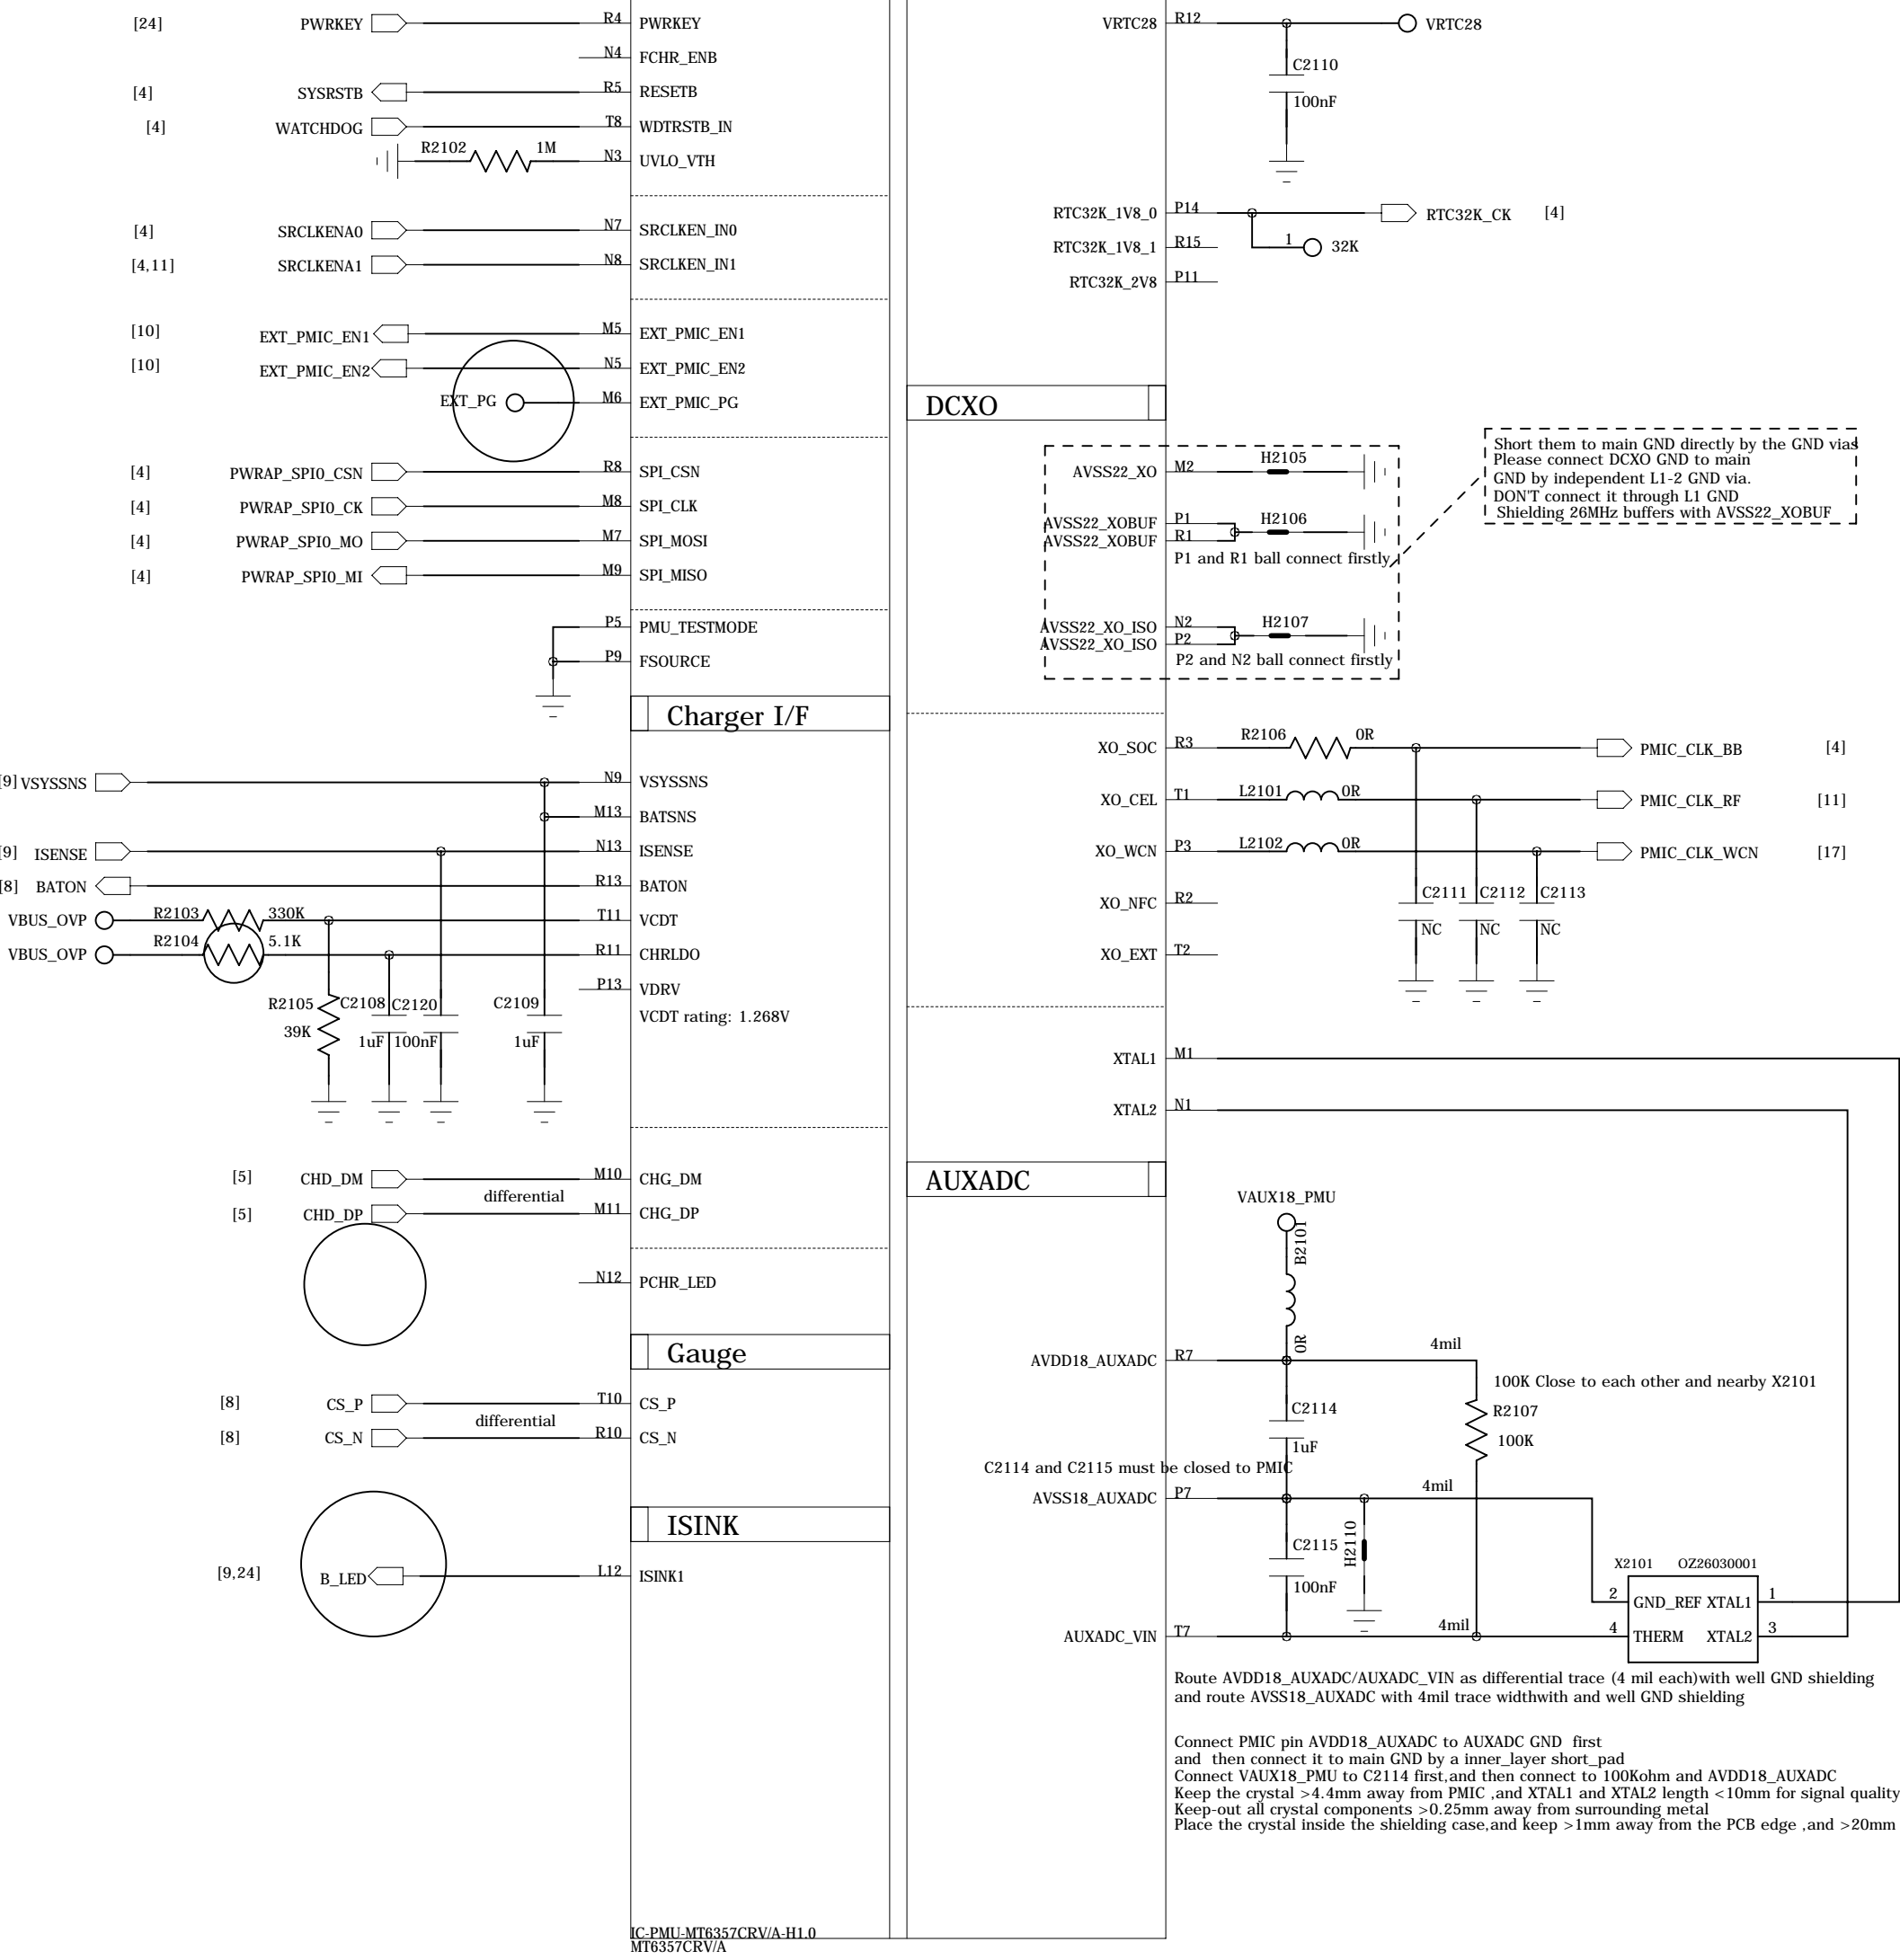 [24] PWRKEY R4 PWRKEY
N4 FCHR_ENB
[4] SYSRSTB R5 RESETB
[4] WATCHDOG T8 WDTRSTB_IN
R2102 1M N3 UVLO_VTH
[4] SRCLKENA0 N7 SRCLKEN_IN0
[4,11] SRCLKENA1 N8 SRCLKEN_IN1
[10] EXT_PMIC_EN1 M5 EXT_PMIC_EN1
[10] EXT_PMIC_EN2 N5 EXT_PMIC_EN2
EXT_PG M6 EXT_PMIC_PG
[4] PWRAP_SPI0_CSN R8 SPI_CSN
[4] PWRAP_SPI0_CK M8 SPI_CLK
[4] PWRAP_SPI0_MO M7 SPI_MOSI
[4] PWRAP_SPI0_MI M9 SPI_MISO
P5 PMU_TESTMODE
P9 FSOURCE
Charger I/F
[9] VSYSSNS N9 VSYSSNS
M13 BATSNS
[9] ISENSE N13 ISENSE
[8] BATON R13 BATON
VBUS_OVP R2103 330K T11 VCDT
VBUS_OVP R2104 5.1K R11 CHRLDO
P13 VDRV
R2105 C2108 C2120 C2109
VCDT rating: 1.268V
39K 1uF 100nF 1uF
[5] CHD_DM M10 CHG_DM
differential
[5] CHD_DP M11 CHG_DP
N12 PCHR_LED
Gauge
[8] CS_P T10 CS_P
differential
[8] CS_N R10 CS_N
ISINK
[9,24] B_LED L12 ISINK1
IC-PMU-MT6357CRV/A-H1.0
MT6357CRV/A
VRTC28 R12 VRTC28
C2110
100nF
RTC32K_1V8_0 P14 RTC32K_CK [4]
RTC32K_1V8_1 R15 1 32K
RTC32K_2V8 P11
DCXO
Short them to main GND directly by the GND vias
Please connect DCXO GND to main
GND by independent L1-2 GND via.
DON'T connect it through L1 GND
Shielding 26MHz buffers with AVSS22_XOBUF
AVSS22_XO M2 H2105
AVSS22_XOBUF P1 H2106
AVSS22_XOBUF R1
P1 and R1 ball connect firstly
AVSS22_XO_ISO N2 H2107
AVSS22_XO_ISO P2
P2 and N2 ball connect firstly
XO_SOC R3 R2106 0R PMIC_CLK_BB [4]
XO_CEL T1 L2101 0R PMIC_CLK_RF [11]
XO_WCN P3 L2102 0R PMIC_CLK_WCN [17]
XO_NFC R2 C2111 C2112 C2113
NC NC NC
XO_EXT T2
XTAL1 M1
XTAL2 N1
AUXADC
VAUX18_PMU
B2101
0R
AVDD18_AUXADC R7 4mil
100K Close to each other and nearby X2101
C2114 R2107
1uF 100K
C2114 and C2115 must be closed to PMIC
AVSS18_AUXADC P7 4mil
C2115 H2110
100nF
X2101 OZ26030001
2 GND_REF XTAL1 1
AUXADC_VIN T7 4mil 4 THERM XTAL2 3
Route AVDD18_AUXADC/AUXADC_VIN as differential trace (4 mil each)with well GND shielding
and route AVSS18_AUXADC with 4mil trace widthwith and well GND shielding
Connect PMIC pin AVDD18_AUXADC to AUXADC GND first
and then connect it to main GND by a inner_layer short_pad
Connect VAUX18_PMU to C2114 first,and then connect to 100Kohm and AVDD18_AUXADC
Keep the crystal >4.4mm away from PMIC ,and XTAL1 and XTAL2 length <10mm for signal quality
Keep-out all crystal components >0.25mm away from surrounding metal
Place the crystal inside the shielding case,and keep >1mm away from the PCB edge ,and >20mm